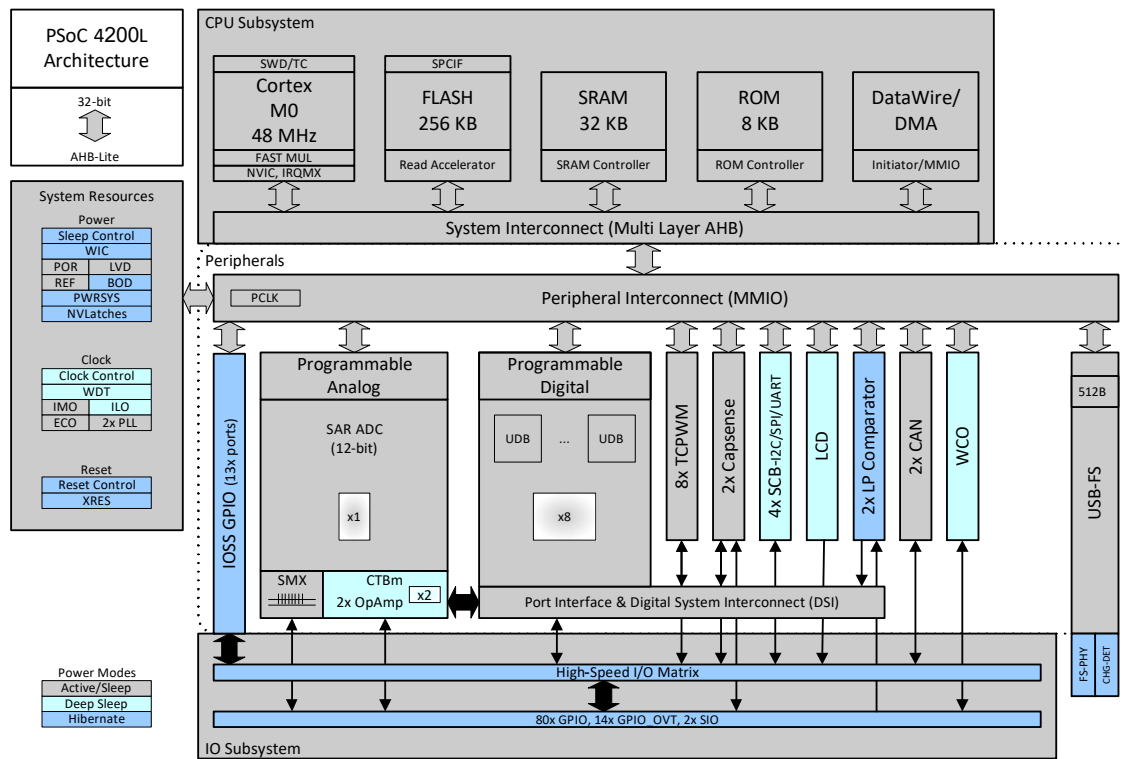 PSoC 4200L
Architecture
32-bit
AHB-Lite
CPU Subsystem
SWD/TC
Cortex
M0
48 MHz
FAST MUL
NVIC, IRQMX
SPCIF
FLASH
256 KB
Read Accelerator
SRAM
32 KB
SRAM Controller
ROM
8 KB
ROM Controller
DataWire/
DMA
Initiator/MMIO
System Interconnect (Multi Layer AHB)
System Resources
Power
Sleep Control
WIC
POR
LVD
REF
BOD
PWRSYS
NVLatches
Clock
Clock Control
WDT
IMO
ILO
ECO
2x PLL
Reset
Reset Control
XRES
Peripherals
PCLK
Peripheral Interconnect (MMIO)
IOSS GPIO (13x ports)
Programmable
Analog
SAR ADC
(12-bit)
x1
SMX
CTBm
2x OpAmp
x2
Programmable
Digital
UDB
...
UDB
x8
8x TCPWM
2x Capsense
4x SCB-I2C/SPI/UART
LCD
2x LP Comparator
2x CAN
WCO
512B
USB-FS
FS-PHY
CHG-DET
Port Interface & Digital System Interconnect (DSI)
High-Speed I/O Matrix
80x GPIO, 14x GPIO_OVT, 2x SIO
IO Subsystem
Power Modes
Active/Sleep
Deep Sleep
Hibernate